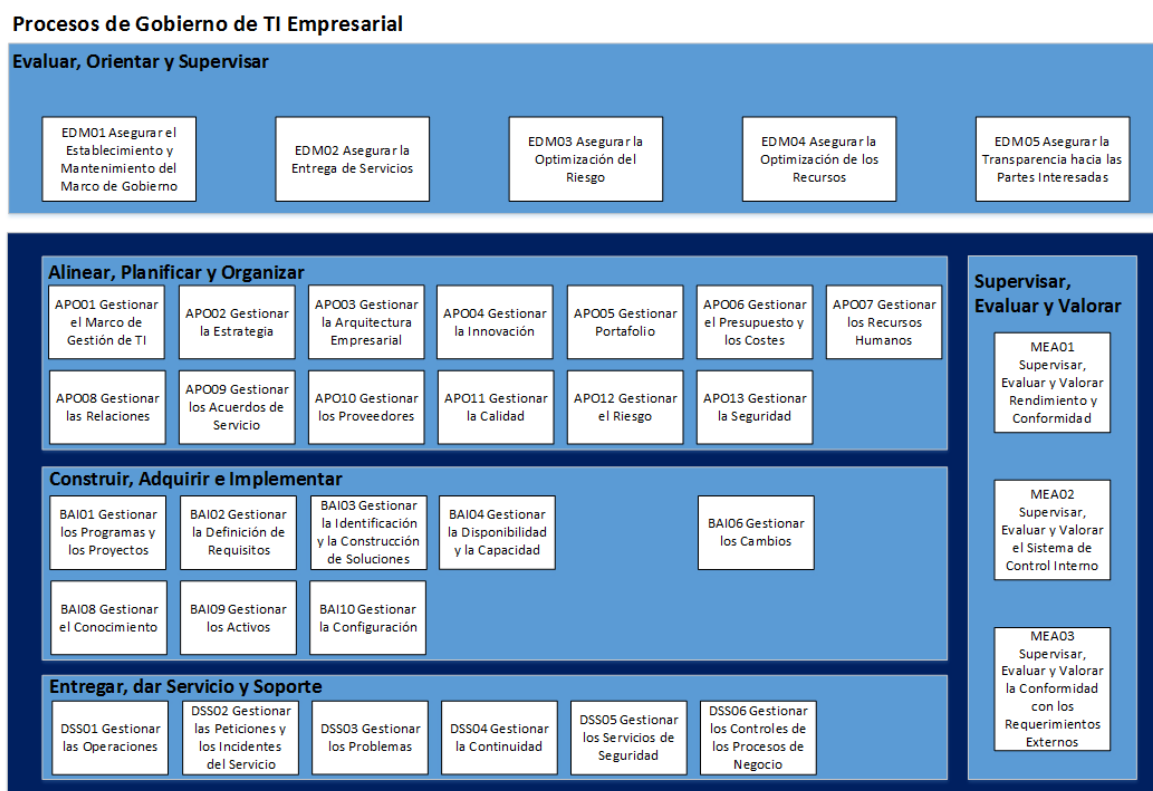 Procesos de Gobierno de TI Empresarial
Evaluar, Orientar y Supervisar
EDM01 Asegurar el
Establecimiento y
Mantenimiento del
Marco de Gobierno
EDM02 Asegurar la
Entrega de Servicios
EDM03 Asegurar la
Optimización del
Riesgo
EDM04 Asegurar la
Optimización de los
Recursos
EDM05 Asegurar la
Transparencia hacia las
Partes Interesadas
Alinear, Planificar y Organizar
APO01 Gestionar
el Marco de
Gestión de TI
APO02 Gestionar
la Estrategia
APO03 Gestionar
la Arquitectura
Empresarial
APO04 Gestionar
la Innovación
APO05 Gestionar
Portafolio
APO06 Gestionar
el Presupuesto y
los Costes
APO07 Gestionar
los Recursos
Humanos
APO08 Gestionar
las Relaciones
APO09 Gestionar
los Acuerdos de
Servicio
APO10 Gestionar
los Proveedores
APO11 Gestionar
la Calidad
APO12 Gestionar
el Riesgo
APO13 Gestionar
la Seguridad
Construir, Adquirir e Implementar
BAI01 Gestionar
los Programas y
los Proyectos
BAI02 Gestionar
la Definición de
Requisitos
BAI03 Gestionar
la Identificación
y la Construcción
de Soluciones
BAI04 Gestionar
la Disponibilidad
y la Capacidad
BAI06 Gestionar
los Cambios
BAI08 Gestionar
el Conocimiento
BAI09 Gestionar
los Activos
BAI10 Gestionar
la Configuración
Entregar, dar Servicio y Soporte
DSS01 Gestionar
las Operaciones
DSS02 Gestionar
las Peticiones y
los Incidentes
del Servicio
DSS03 Gestionar
los Problemas
DSS04 Gestionar
la Continuidad
DSS05 Gestionar
los Servicios de
Seguridad
DSS06 Gestionar
los Controles de
los Procesos de
Negocio
Supervisar,
Evaluar y Valorar
MEA01
Supervisar,
Evaluar y Valorar
Rendimiento y
Conformidad
MEA02
Supervisar,
Evaluar y Valorar
el Sistema de
Control Interno
MEA03
Supervisar,
Evaluar y Valorar
la Conformidad
con los
Requerimientos
Externos